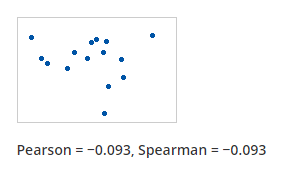 Pearson = −0.093, Spearman = −0.093